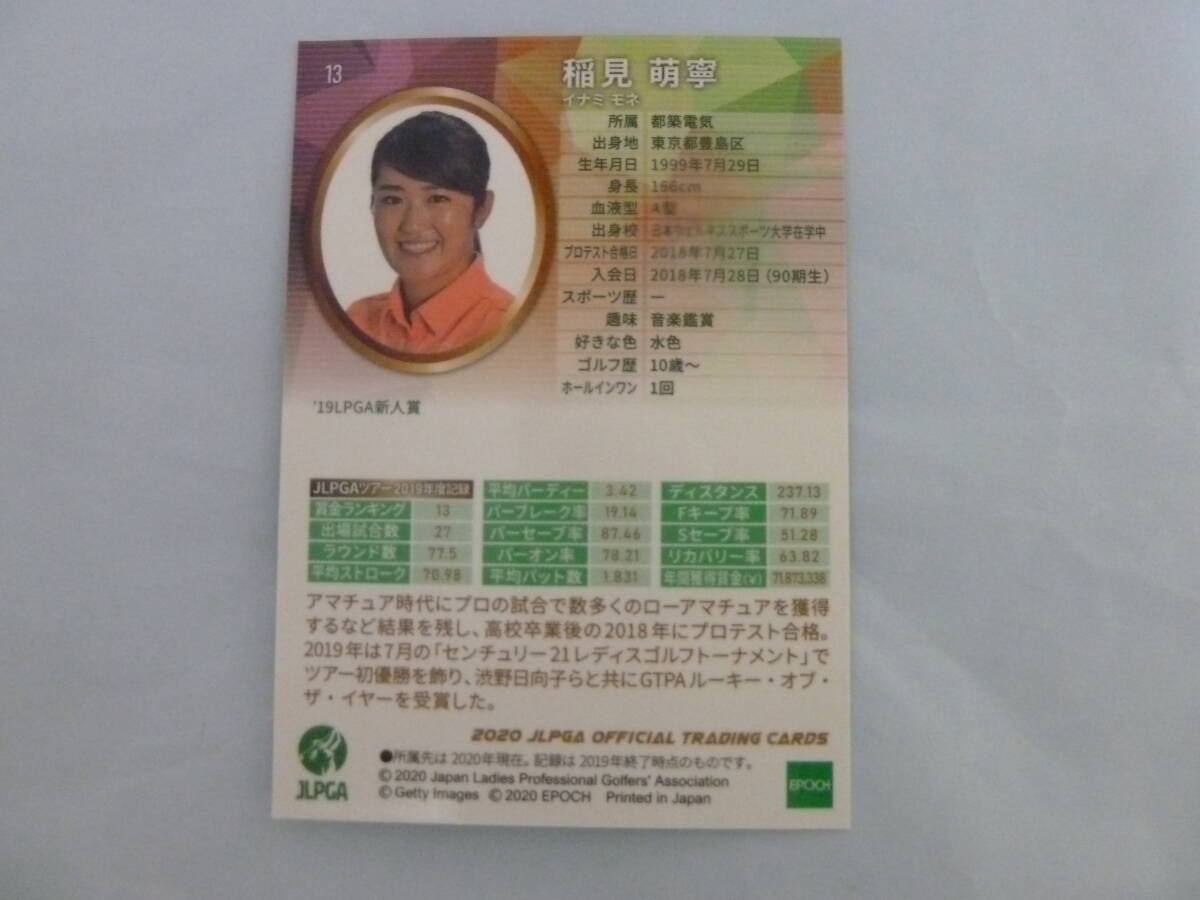 13
稲見 萌寧
イナミ モネ
所属 都築電気
出身地 東京都豊島区
生年月日 1999年7月29日
身長 166cm
血液型 A型
出身校 日本ウェルネススポーツ大学在学中
プロテスト合格日 2018年7月27日
入会日 2018年7月28日(90期生)
スポーツ歴 ー
趣味 音楽鑑賞
好きな色 水色
ゴルフ歴 10歳～
ホールインワン 1回
'19LPGA新人賞
JLPGAツアー2019年度記録
賞金ランキング 13
出場試合数 27
ラウンド数 77.5
平均ストローク 70.98
平均バーディー 3.42
パーブレーク率 19.14
パーセーブ率 87.46
パーオン率 78.21
平均パット数 1.831
ディスタンス 237.13
Fキープ率 71.89
Sセーブ率 51.28
リカバリー率 63.82
年間獲得賞金(¥) 71,873,338
アマチュア時代にプロの試合で数多くのローアマチュアを獲得
するなど結果を残し、高校卒業後の2018年にプロテスト合格。
2019年は7月の「センチュリー21レディスゴルフトーナメント」で
ツアー初優勝を飾り、渋野日向子らと共にGTPAルーキー・オブ・
ザ・イヤーを受賞した。
2020 JLPGA OFFICIAL TRADING CARDS
●所属先は2020年現在。記録は2019年終了時点のものです。
© 2020 Japan Ladies Professional Golfers' Association
© Getty Images © 2020 EPOCH Printed in Japan
JLPGA
EPOCH